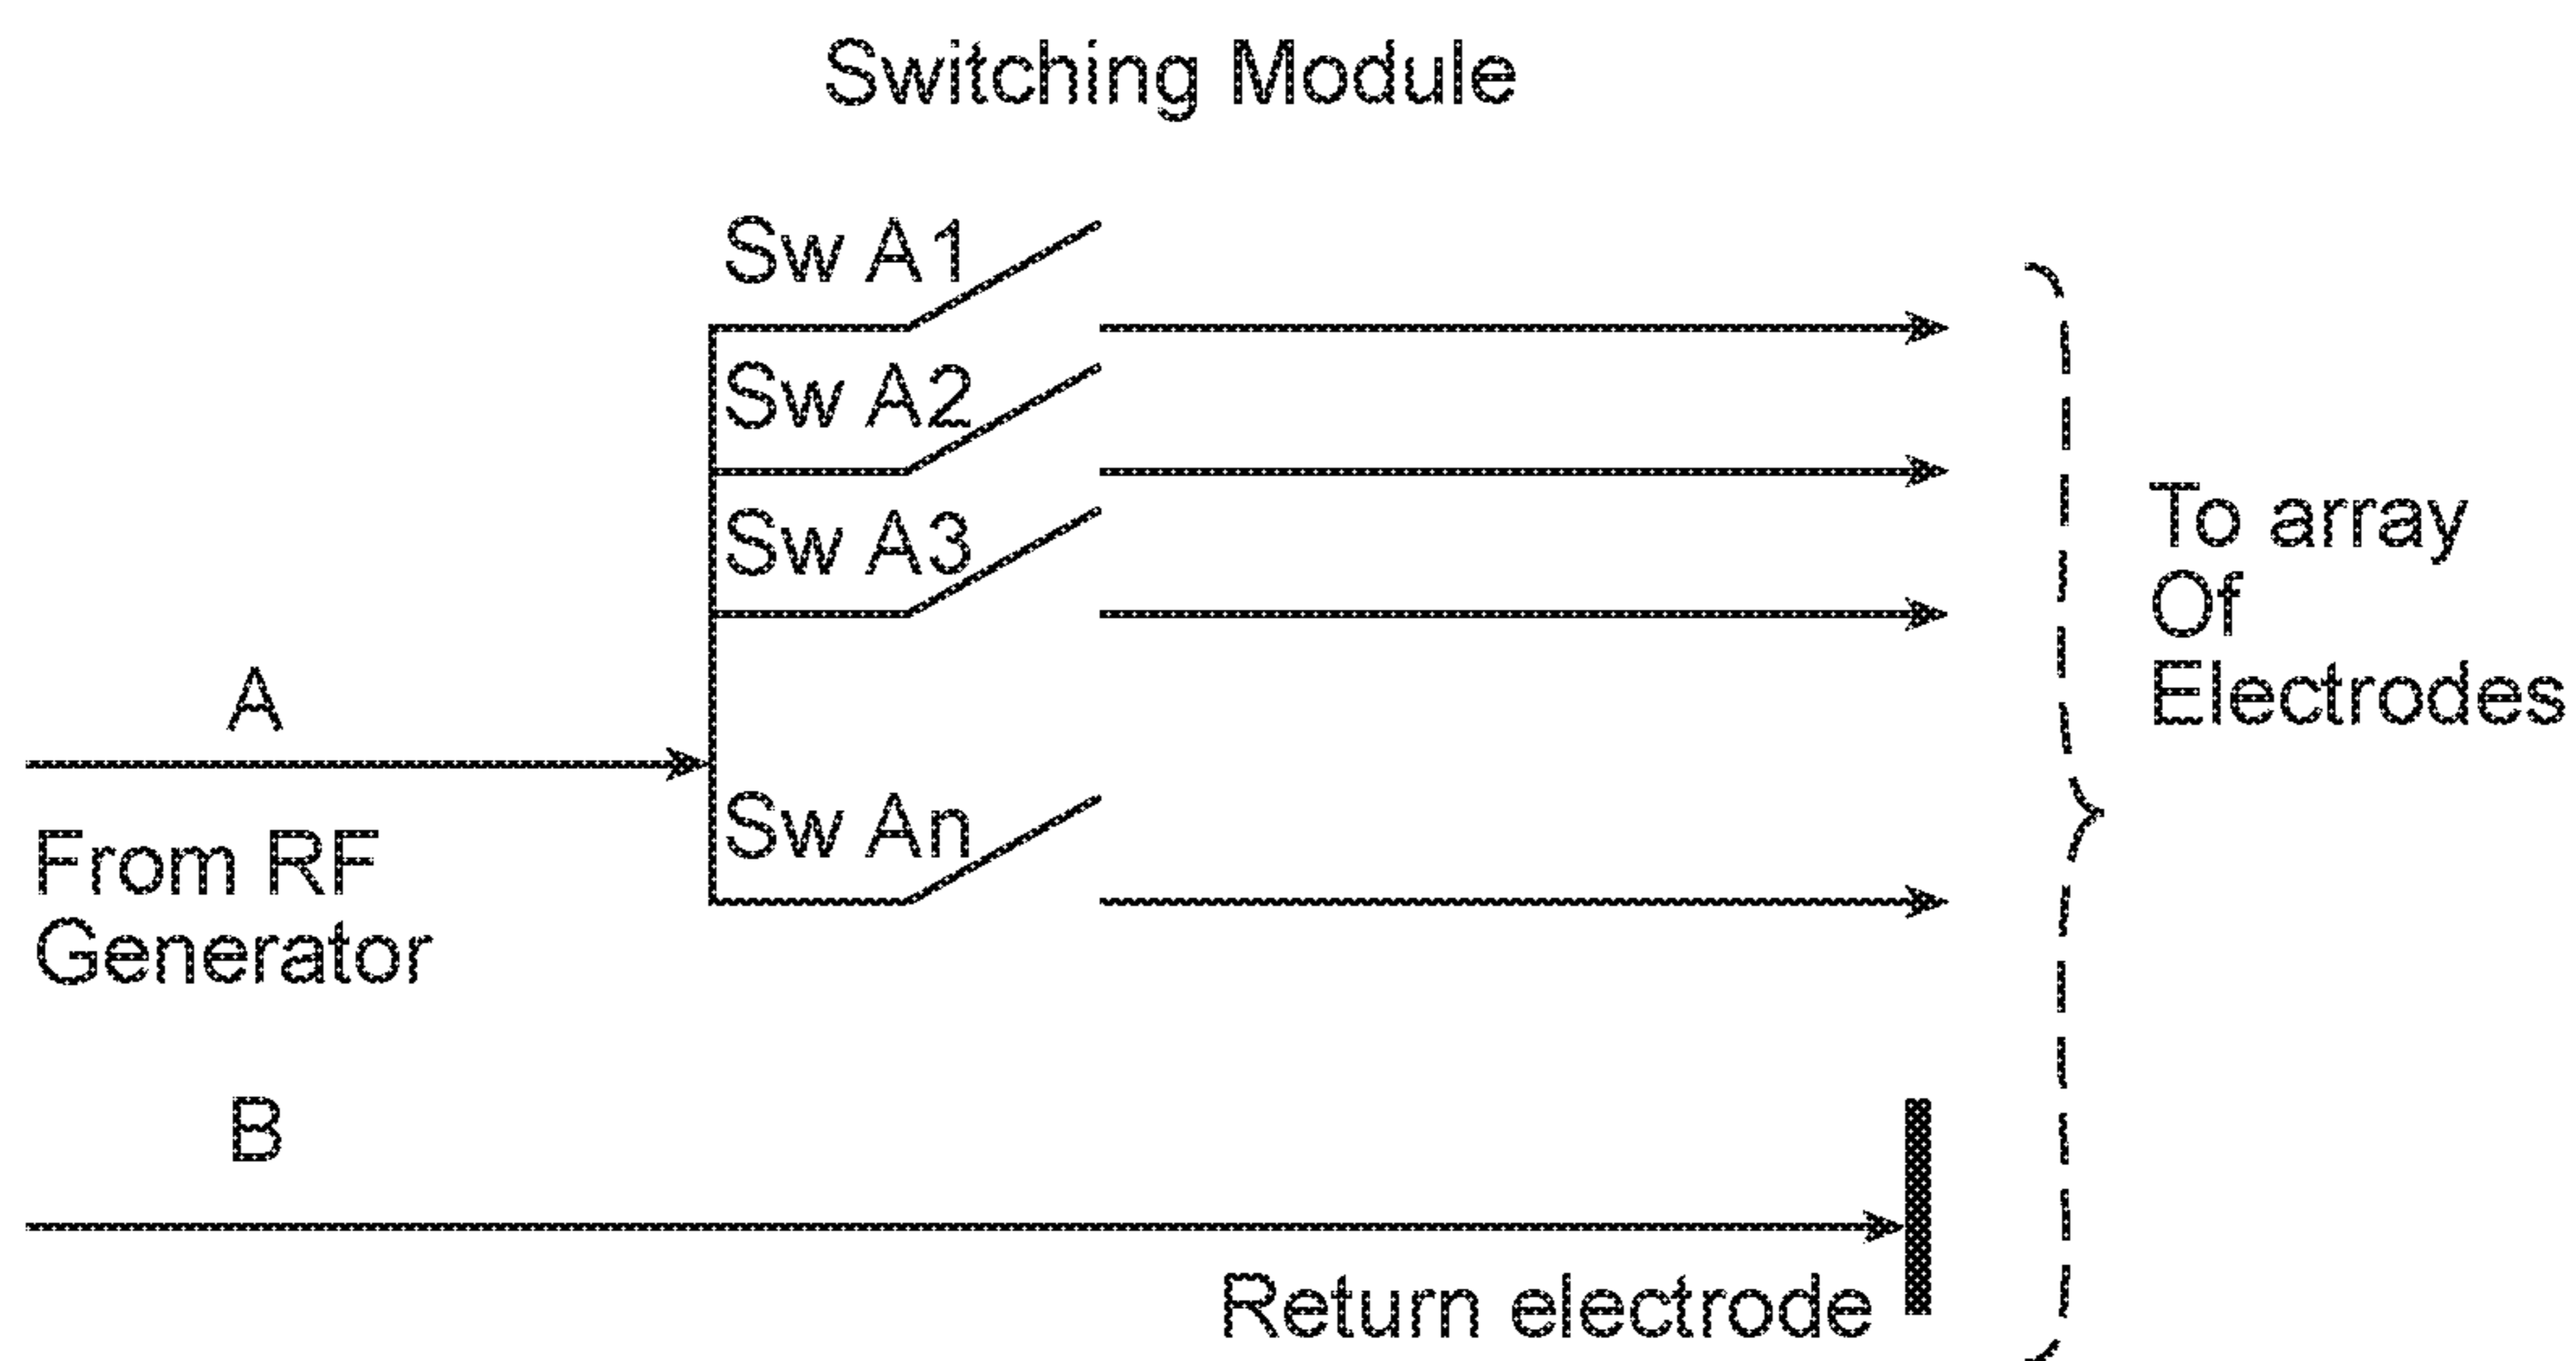 Switching Module
Sw A1
Sw A2
Sw A3
A
Sw An
From RF
Generator
To array
Of
Electrodes
B
Return electrode